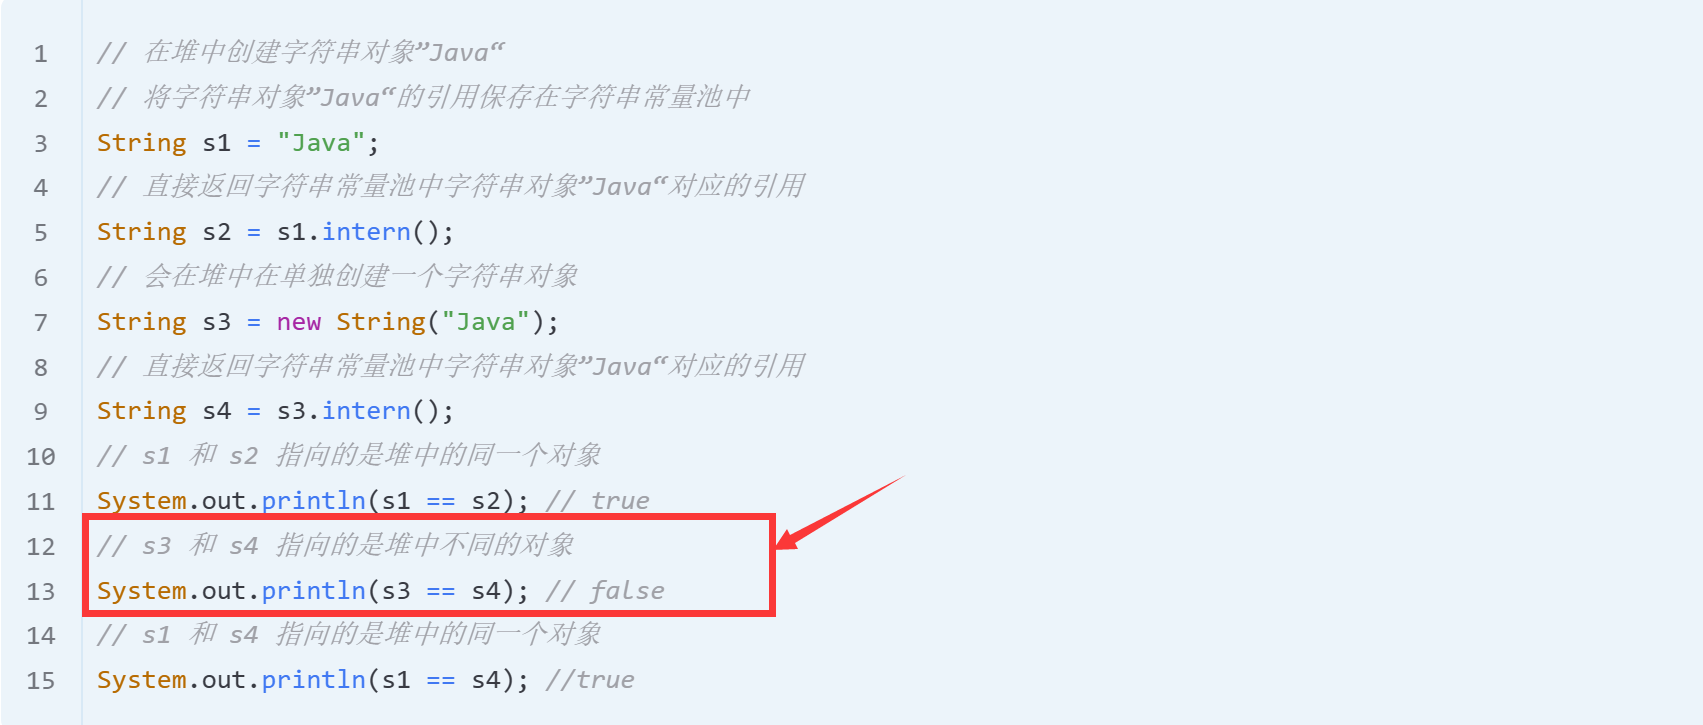 1 // 在堆中创建字符串对象”Java“
2 // 将字符串对象”Java“的引用保存在字符串常量池中
3 String s1 = "Java";
4 // 直接返回字符串常量池中字符串对象”Java“对应的引用
5 String s2 = s1.intern();
6 // 会在堆中在单独创建一个字符串对象
7 String s3 = new String("Java");
8 // 直接返回字符串常量池中字符串对象”Java“对应的引用
9 String s4 = s3.intern();
10 // s1 和 s2 指向的是堆中的同一个对象
11 System.out.println(s1 == s2); // true
12 // s3 和 s4 指向的是堆中不同的对象
13 System.out.println(s3 == s4); // false
14 // s1 和 s4 指向的是堆中的同一个对象
15 System.out.println(s1 == s4); //true